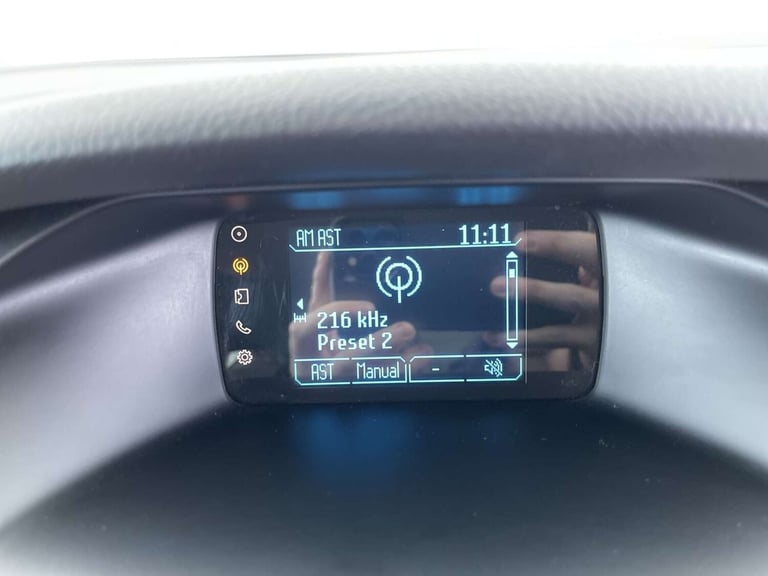 AM AST 11:11
216 kHz
Preset 2
AST Manual -